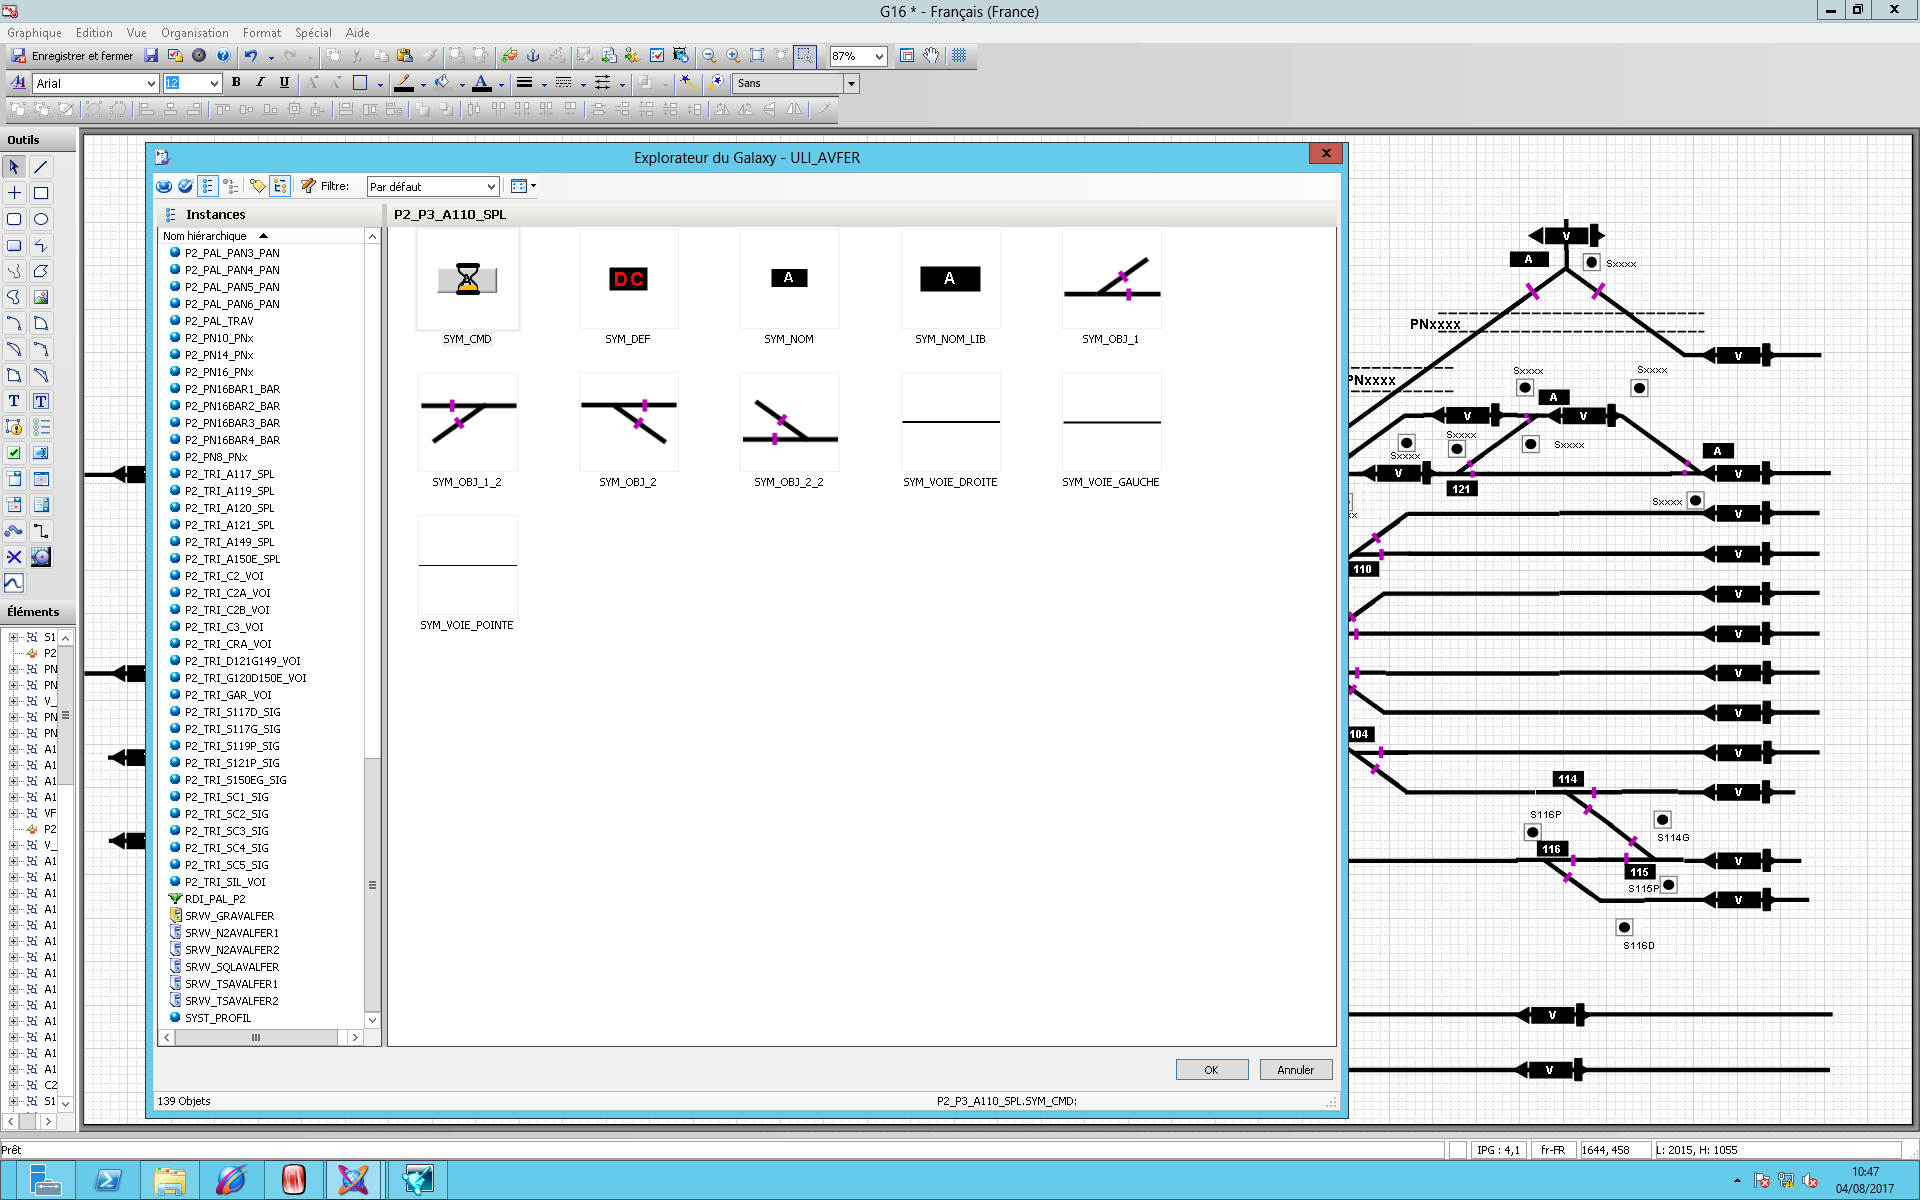 G16 * - Français (France)
Graphique Edition Vue Organisation Format Spécial Aide
Enregistrer et fermer
87%
Arial 12 B I U A Sans
Outils
T T
Éléments
S1
P2
PN
PN
V_
PN
PN
A1
A1
A1
A1
VF
P2
V_
A1
A1
A1
A1
A1
A1
A1
A1
A1
A1
A1
A1
A1
A1
C2
S1
Explorateur du Galaxy - ULI_AVFER
Filtre: Par défaut
Instances
Nom hiérarchique
P2_PAL_PAN3_PAN
P2_PAL_PAN4_PAN
P2_PAL_PAN5_PAN
P2_PAL_PAN6_PAN
P2_PAL_TRAV
P2_PN10_PNx
P2_PN14_PNx
P2_PN16_PNx
P2_PN16BAR1_BAR
P2_PN16BAR2_BAR
P2_PN16BAR3_BAR
P2_PN16BAR4_BAR
P2_PN8_PNx
P2_TRI_A117_SPL
P2_TRI_A119_SPL
P2_TRI_A120_SPL
P2_TRI_A121_SPL
P2_TRI_A149_SPL
P2_TRI_A150E_SPL
P2_TRI_C2_VOI
P2_TRI_C2A_VOI
P2_TRI_C2B_VOI
P2_TRI_C3_VOI
P2_TRI_CRA_VOI
P2_TRI_D121G149_VOI
P2_TRI_G120D150E_VOI
P2_TRI_GAR_VOI
P2_TRI_S117D_SIG
P2_TRI_S117G_SIG
P2_TRI_S119P_SIG
P2_TRI_S121P_SIG
P2_TRI_S150EG_SIG
P2_TRI_SC1_SIG
P2_TRI_SC2_SIG
P2_TRI_SC3_SIG
P2_TRI_SC4_SIG
P2_TRI_SC5_SIG
P2_TRI_SIL_VOI
RDI_PAL_P2
SRVV_GRAVALFER
SRVV_N2AVALFER1
SRVV_N2AVALFER2
SRVV_SQLAVALFER
SRVV_TSAVALFER1
SRVV_TSAVALFER2
SYST_PROFIL
P2_P3_A110_SPL
A DC A A
SYM_CMD SYM_DEF SYM_NOM SYM_NOM_LIB SYM_OBJ_1
SYM_OBJ_1_2 SYM_OBJ_2 SYM_OBJ_2_2 SYM_VOIE_DROITE SYM_VOIE_GAUCHE
SYM_VOIE_POINTE
OK Annuler
139 Objets P2_P3_A110_SPL.SYM_CMD:
V
A Sxxxx
PNxxxx
V
Sxxxx Sxxxx
PNxxxx
A
V V
Sxxxx
Sxxxx Sxxxx
A
V V
121
Sxxxx
V
V
110
V
V
V
V
104
V
114
V
S116P
S114G
116
V
115
S115P
V
S116D
V
V
Prêt IPG : 4,1 fr-FR 1644, 458 L: 2015, H: 1055
10:47
04/08/2017